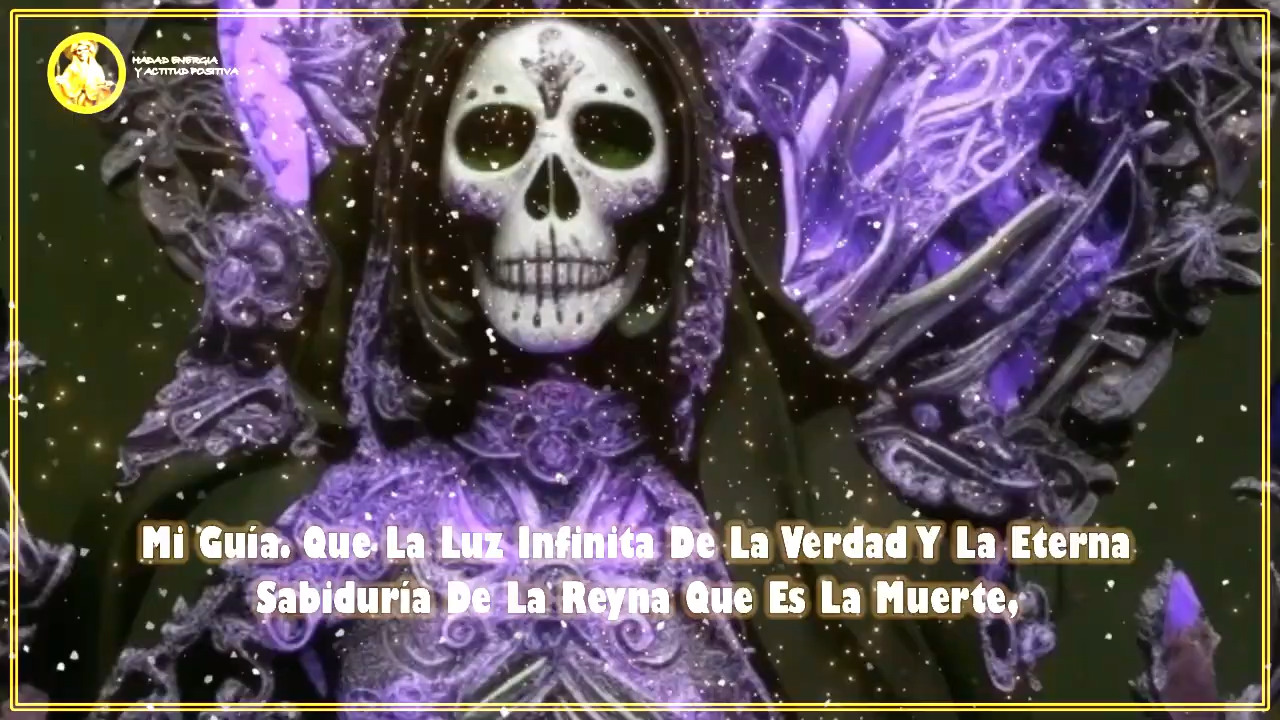 HADAD ENERGIA
Y ACTITUD POSITIVA
Mi Guía. Que La Luz Infinita De La Verdad Y La Eterna
Sabiduría De La Reyna Que Es La Muerte,